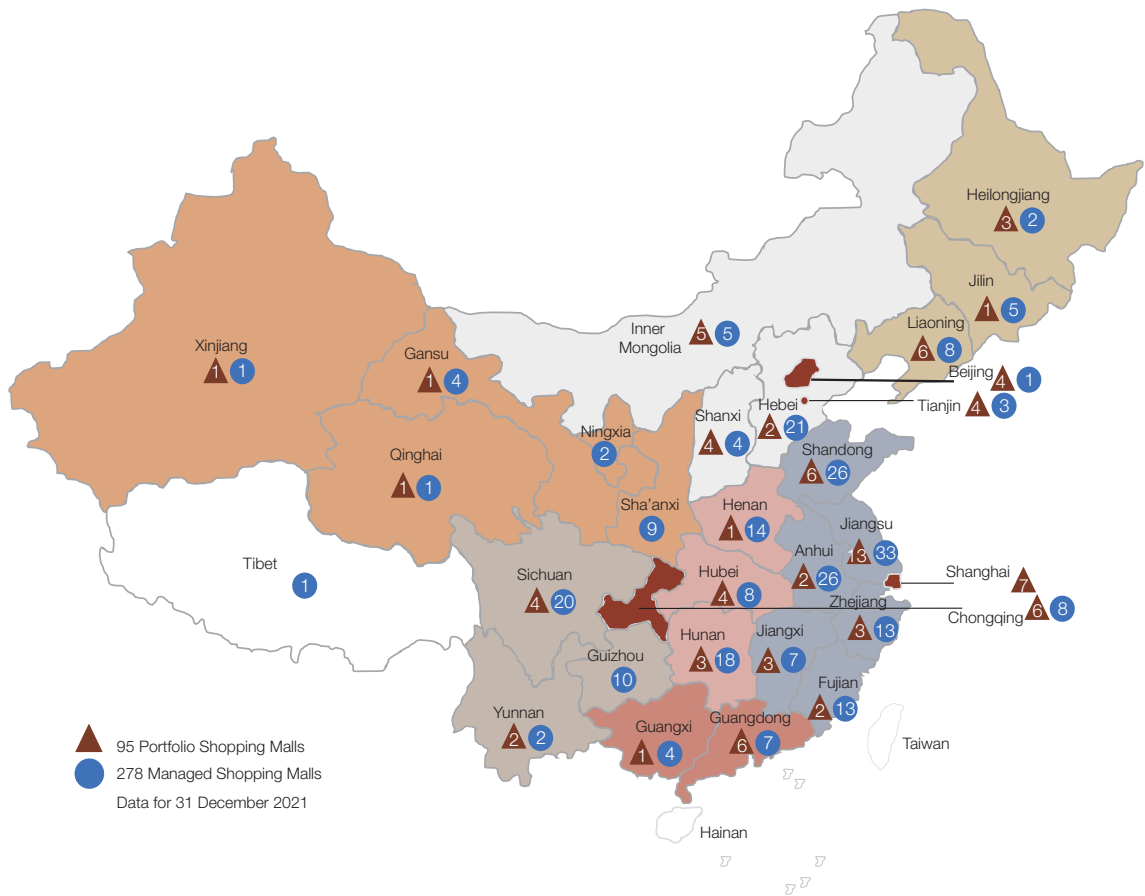 Heilongjiang
3 2
Jilin
1 5
Liaoning
6 8
Inner
Mongolia
5 5
Xinjiang
1 1
Gansu
1 4
Beijing
4 1
Tianjin
4 3
Hebei
2 21
Shanxi
4 4
Ningxia
2
Qinghai
1 1
Shandong
6 26
Sha'anxi
9
Henan
1 14
Jiangsu
13 33
Anhui
2 26
Tibet
1
Sichuan
4 20
Hubei
4 8
Shanghai
7
Chongqing
6 8
Zhejiang
3 13
Hunan
3 18
Jiangxi
3 7
Guizhou
10
Fujian
2 13
Yunnan
2 2
Guangxi
1 4
Guangdong
6 7
Taiwan
Hainan
95 Portfolio Shopping Malls
278 Managed Shopping Malls
Data for 31 December 2021